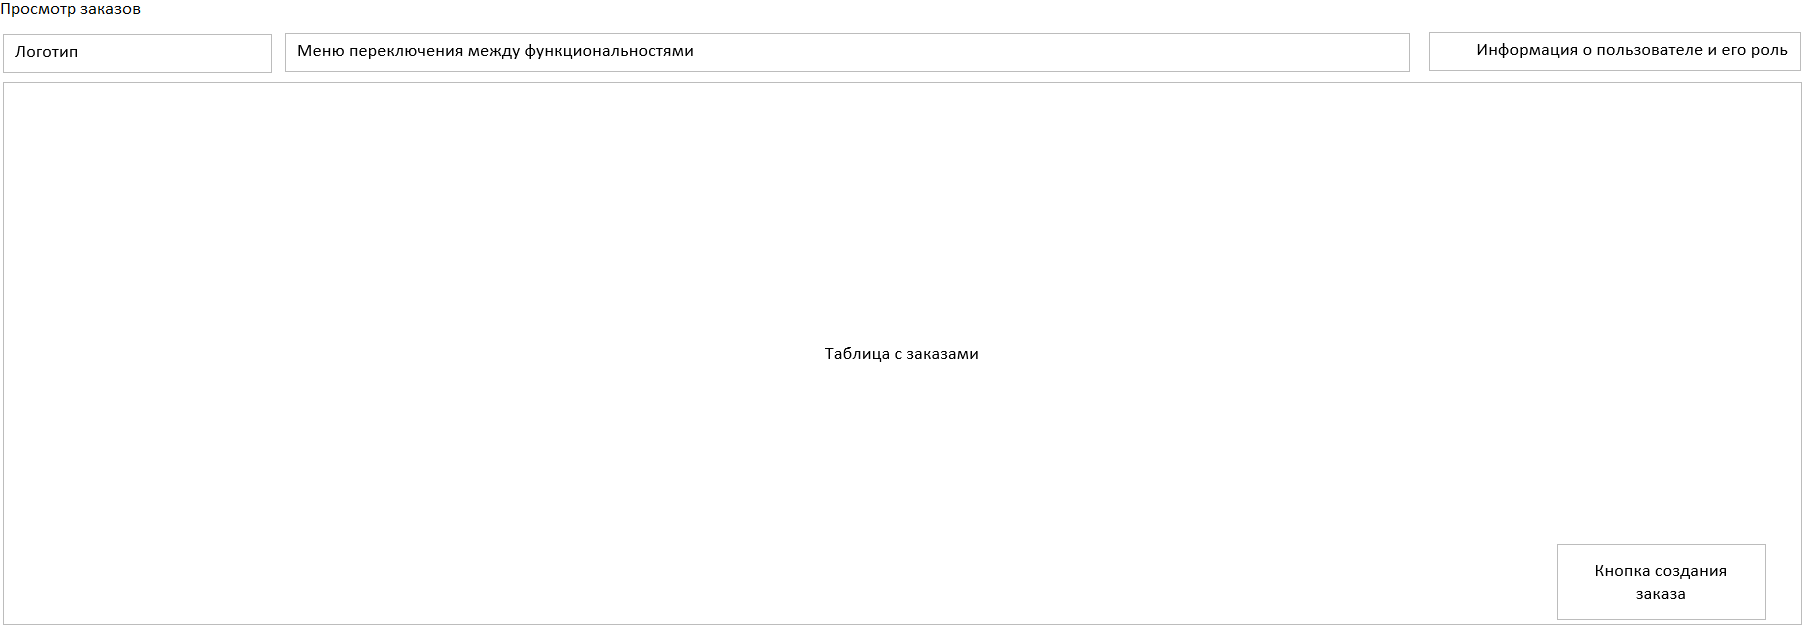 Просмотр заказов
Логотип
Меню переключения между функциональностями
Информация о пользователе и его роль
Таблица с заказами
Кнопка создания
заказа